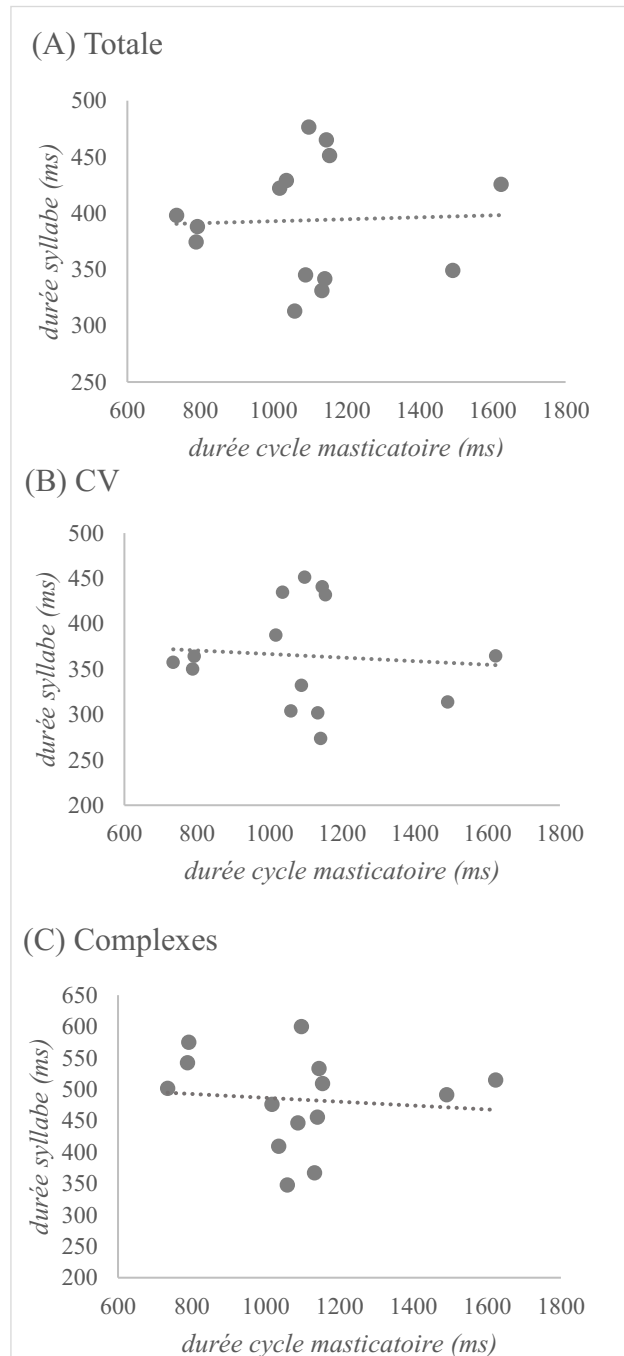 (A) Totale
500
450
400
350
300
250
durée syllabe (ms)
600 800 1000 1200 1400 1600 1800
durée cycle masticatoire (ms)
(B) CV
500
450
400
350
300
250
200
durée syllabe (ms)
600 800 1000 1200 1400 1600 1800
durée cycle masticatoire (ms)
(C) Complexes
650
600
550
500
450
400
350
300
250
200
durée syllabe (ms)
600 800 1000 1200 1400 1600 1800
durée cycle masticatoire (ms)